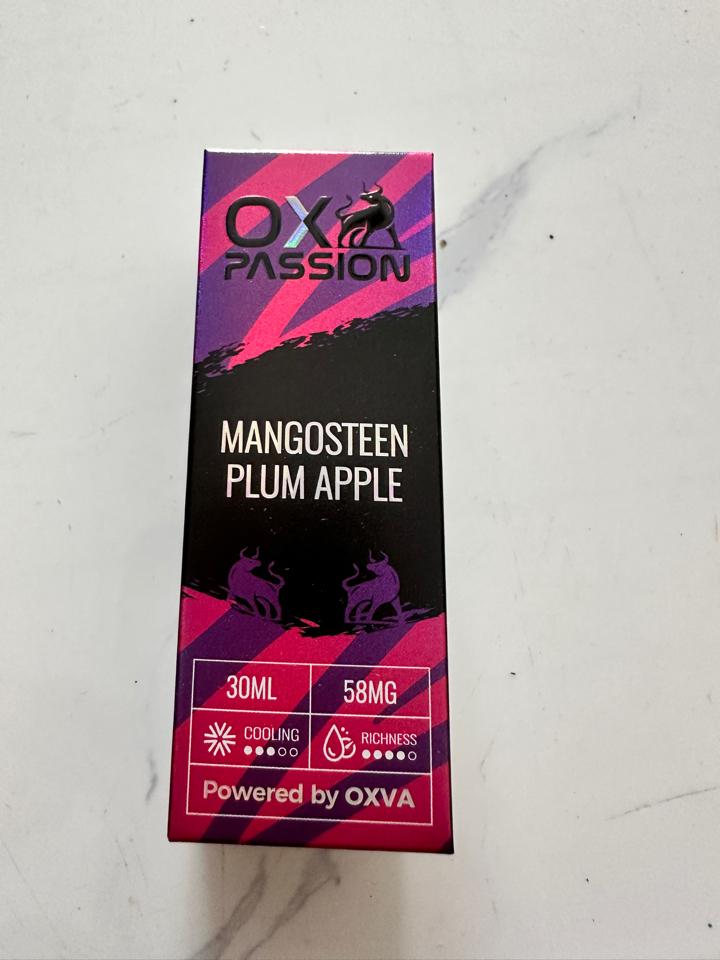 OX
PASSION
MANGOSTEEN
PLUM APPLE
30ML
58MG
COOLING
RICHNESS
Powered by OXVA